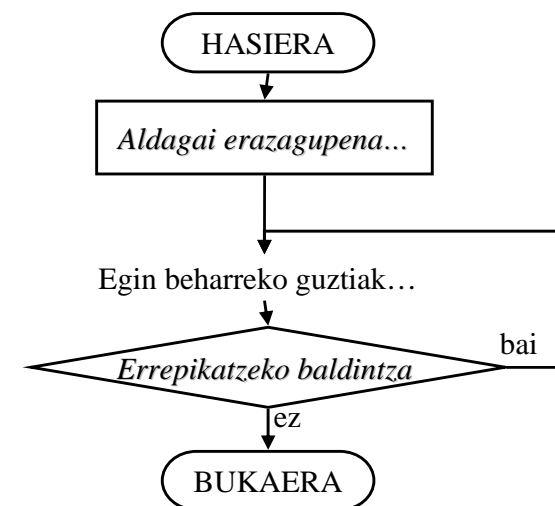 HASIERA
Aldagai erazagupena…
Egin beharreko guztiak…
bai
Errepikatzeko baldintza
ez
BUKAERA